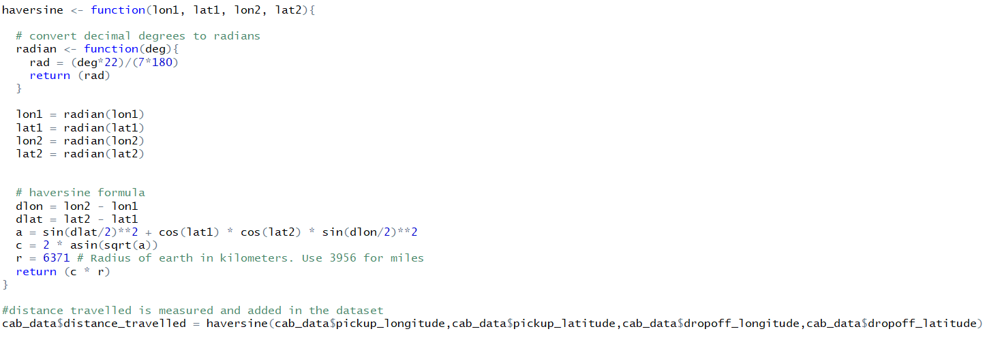 haversine <- function(lon1, lat1, lon2, lat2){
# convert decimal degrees to radians
radian <- function(deg){
rad = (deg*22)/(7*180)
return (rad)
}
lon1 = radian(lon1)
lat1 = radian(lat1)
lon2 = radian(lon2)
lat2 = radian(lat2)
# haversine formula
dlon = lon2 - lon1
dlat = lat2 - lat1
a = sin(dlat/2)**2 + cos(lat1) * cos(lat2) * sin(dlon/2)**2
c = 2 * asin(sqrt(a))
r = 6371 # Radius of earth in kilometers. Use 3956 for miles
return (c * r)
}
#distance travelled is measured and added in the dataset
cab_data$distance_travelled = haversine(cab_data$pickup_longitude,cab_data$pickup_latitude,cab_data$dropoff_longitude,cab_data$dropoff_latitude)